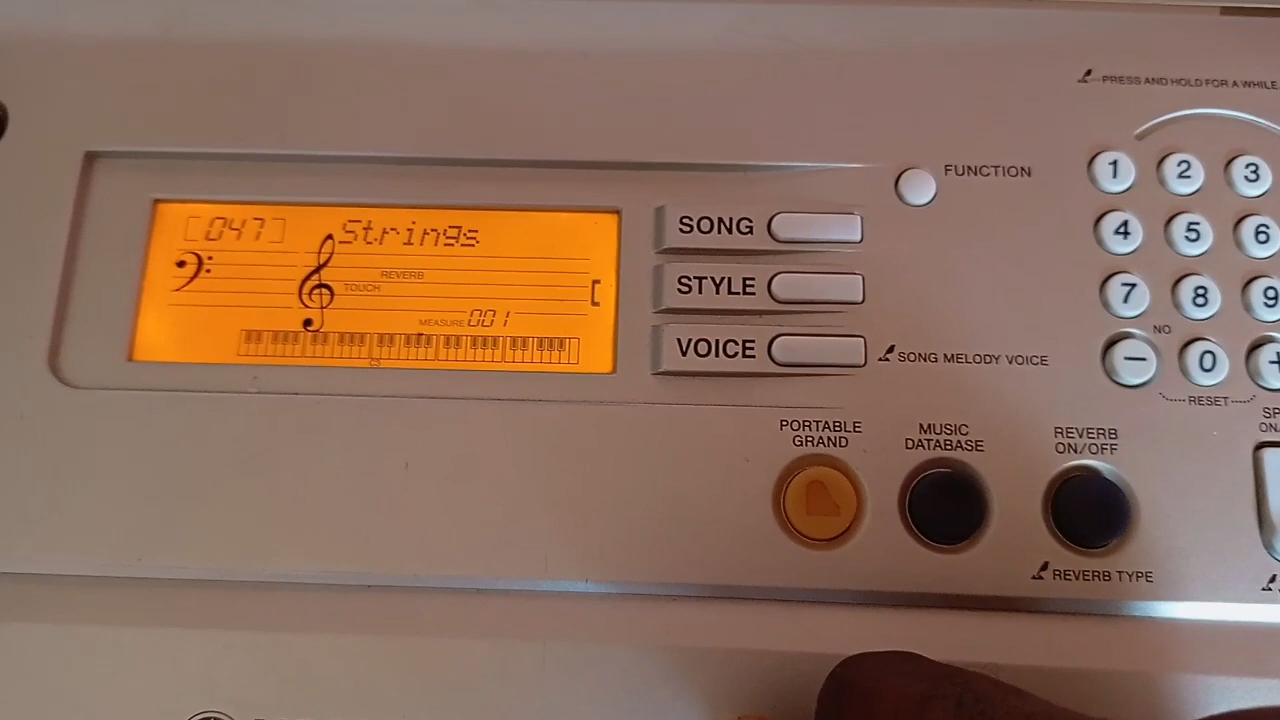 PRESS AND HOLD FOR A WHILE
FUNCTION
1 2 3
[047] Strings
SONG
4 5 6
REVERB
TOUCH
STYLE
7 8 9
MEASURE 001
VOICE
SONG MELODY VOICE
NO
- 0 +
C3
RESET
PORTABLE
GRAND
MUSIC
DATABASE
REVERB
ON/OFF
REVERB TYPE